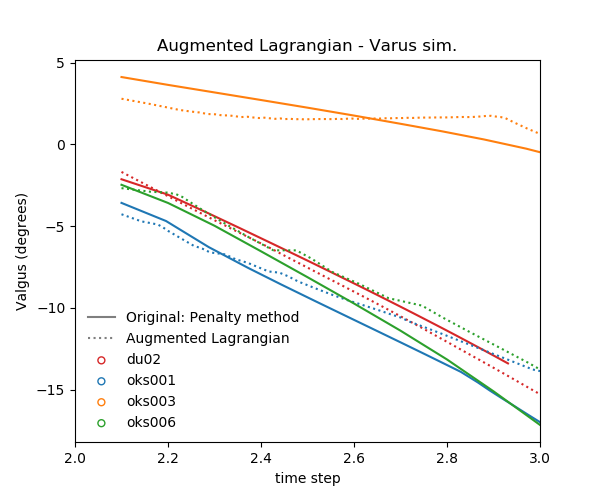 Augmented Lagrangian - Varus sim.
5
0
−5
−10
−15
Valgus (degrees)
Original: Penalty method
Augmented Lagrangian
du02
oks001
oks003
oks006
2.0 2.2 2.4 2.6 2.8 3.0
time step